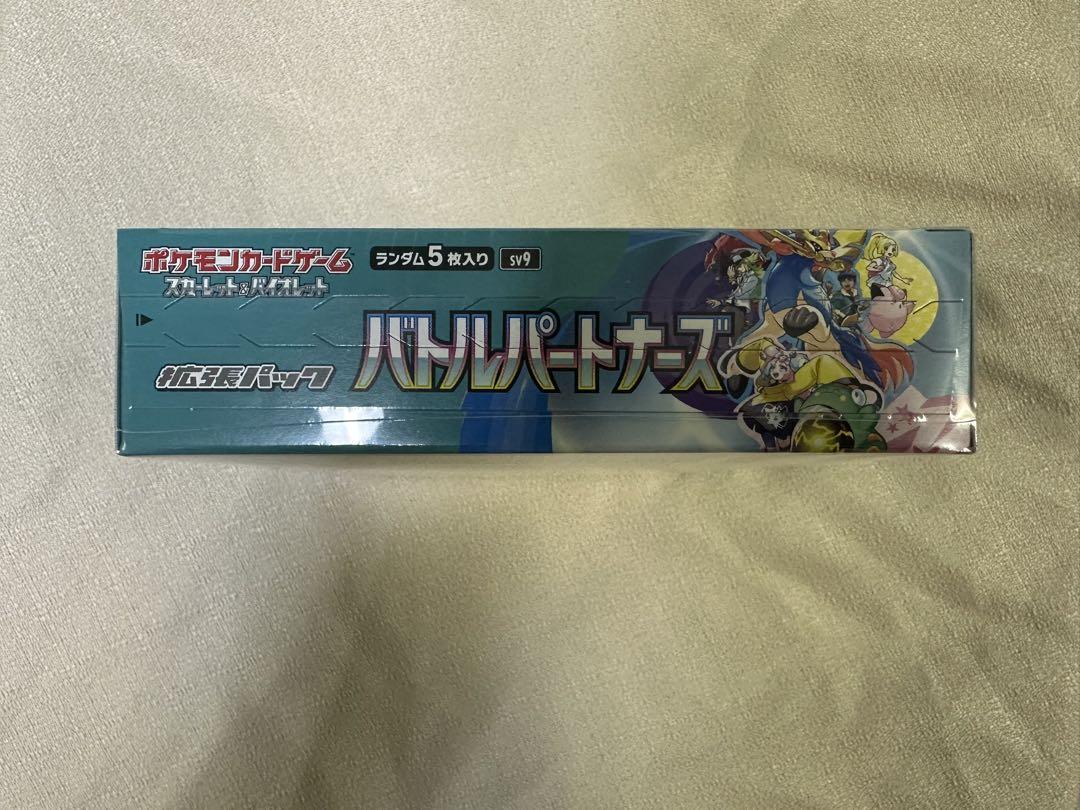 ポケモンカードゲーム
スカーレット&バイオレット
ランダム5枚入り SV9
拡張パック
バトルパートナーズ